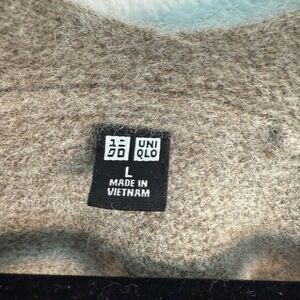 ユニ UNI
クロ QLO
L
MADE IN
VIETNAM